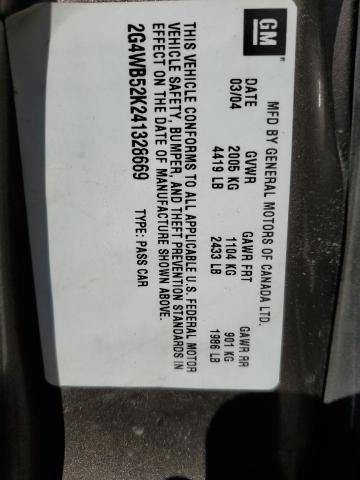 GM
MFD BY GENERAL MOTORS OF CANADA LTD.
DATE GVWR GAWR FRT GAWR RR
03/04 2005 KG 1104 KG 901 KG
4419 LB 2433 LB 1986 LB
THIS VEHICLE CONFORMS TO ALL APPLICABLE U.S. FEDERAL MOTOR
VEHICLE SAFETY, BUMPER, AND THEFT PREVENTION STANDARDS IN
EFFECT ON THE DATE OF MANUFACTURE SHOWN ABOVE.
2G4WB52K241328669 TYPE: PASS CAR